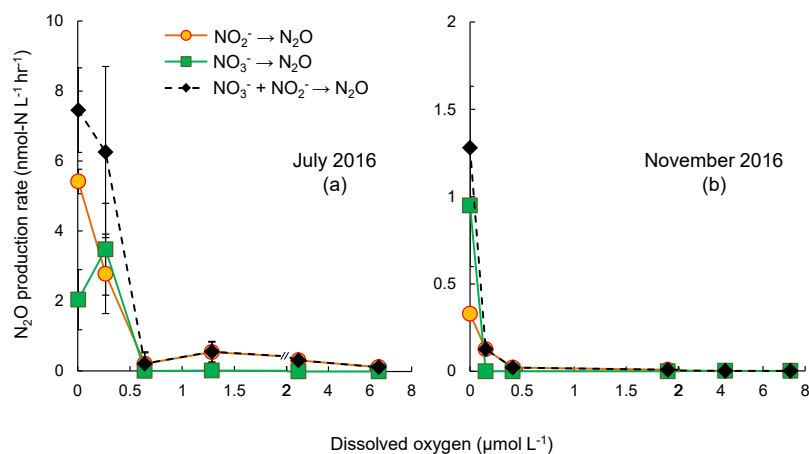 NO₂⁻ → N₂O
NO₃⁻ → N₂O
NO₃⁻ + NO₂⁻ → N₂O
N₂O production rate (nmol-N L⁻¹ hr⁻¹)
10
8
6
4
2
0
0 0.5 1 1.5 2 4 6 8
July 2016
(a)
2
1.5
1
0.5
0
0 0.5 1 1.5 2 4 6 8
November 2016
(b)
Dissolved oxygen (μmol L⁻¹)